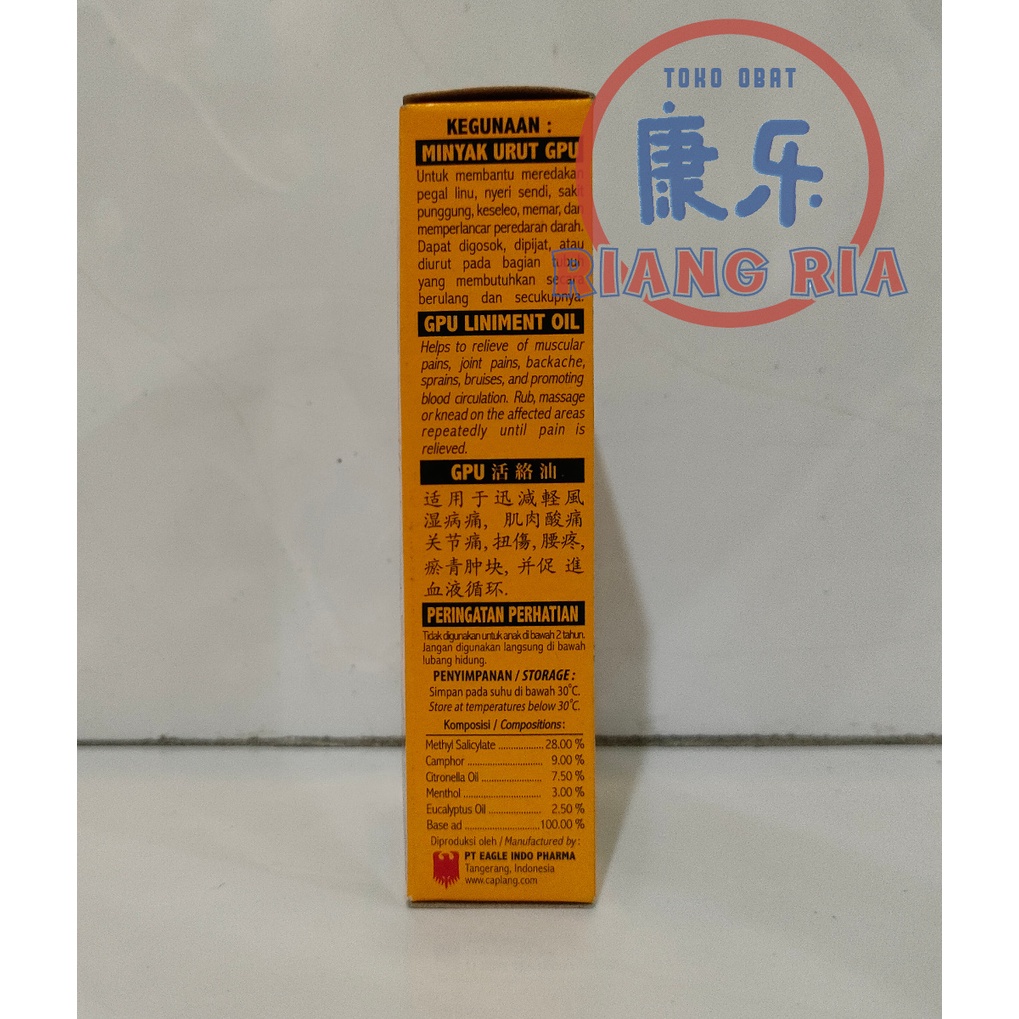 TOKO OBAT
康乐
RIANG RIA
KEGUNAAN :
MINYAK URUT GPU
Untuk membantu meredakan
pegal linu, nyeri sendi, sakit
punggung, keseleo, memar, dan
memperlancar peredaran darah.
Dapat digosok, dipijat, atau
diurut pada bagian tubuh
yang membutuhkan secara
berulang dan secukupnya.
GPU LINIMENT OIL
Helps to relieve of muscular
pains, joint pains, backache,
sprains, bruises, and promoting
blood circulation. Rub, massage
or knead on the affected areas
repeatedly until pain is
relieved.
GPU 活絡油
适用于迅減軽風
湿病痛, 肌肉酸痛
关节痛, 扭傷, 腰疼,
瘀青肿块, 并促 進
血液循环.
PERINGATAN PERHATIAN
Tidak digunakan untuk anak di bawah 2 tahun.
Jangan digunakan langsung di bawah
lubang hidung.
PENYIMPANAN / STORAGE :
Simpan pada suhu di bawah 30°C.
Store at temperatures below 30°C.
Komposisi / Compositions :
Methyl Salicylate ................ 28.00 %
Camphor ........................... 9.00 %
Citronella Oil ..................... 7.50 %
Menthol ............................ 3.00 %
Eucalyptus Oil ................... 2.50 %
Base ad ...........................100.00 %
Diproduksi oleh / Manufactured by :
PT EAGLE INDO PHARMA
Tangerang, Indonesia
www.caplang.com